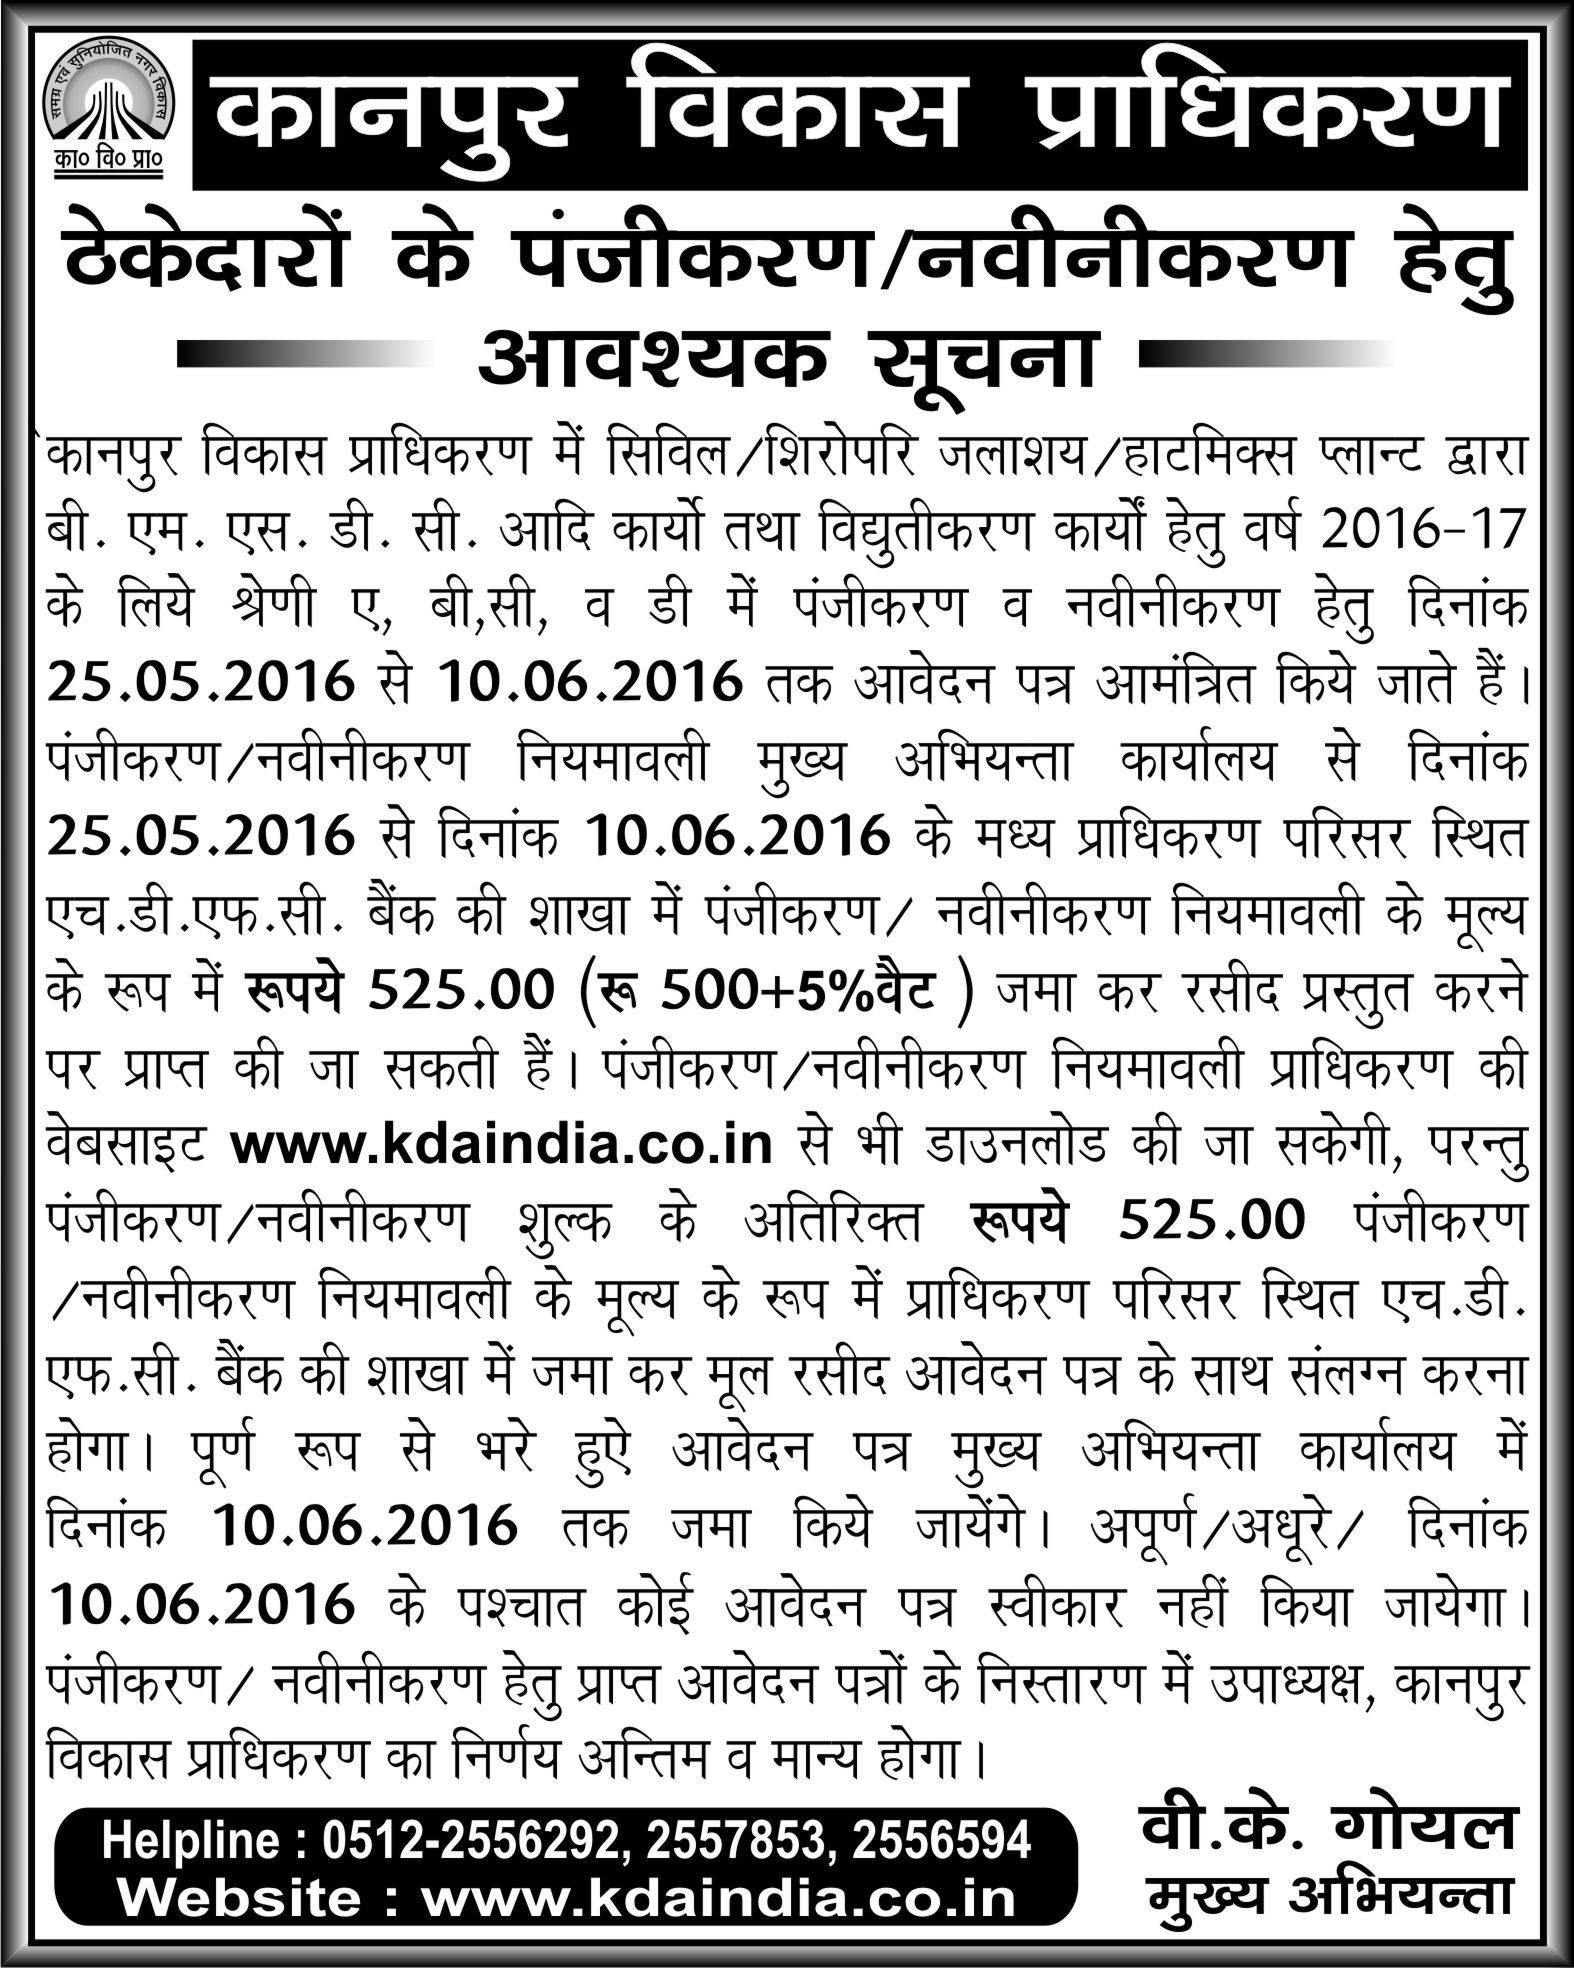 समग्र एवं सुनियोजित नगर विकास
का० वि० प्रा०
कानपुर विकास प्राधिकरण
ठेकेदारों के पंजीकरण/नवीनीकरण हेतु
आवश्यक सूचना
कानपुर विकास प्राधिकरण में सिविल/शिरोपरि जलाशय/हाटमिक्स प्लान्ट द्वारा
बी. एम. एस. डी. सी. आदि कार्यो तथा विद्युतीकरण कार्यों हेतु वर्ष 2016-17
के लिये श्रेणी ए, बी,सी, व डी में पंजीकरण व नवीनीकरण हेतु दिनांक
25.05.2016 से 10.06.2016 तक आवेदन पत्र आमंत्रित किये जाते हैं।
पंजीकरण/नवीनीकरण नियमावली मुख्य अभियन्ता कार्यालय से दिनांक
25.05.2016 से दिनांक 10.06.2016 के मध्य प्राधिकरण परिसर स्थित
एच.डी.एफ.सी. बैंक की शाखा में पंजीकरण/ नवीनीकरण नियमावली के मूल्य
के रूप में रूपये 525.00 (रू 500+5%वैट ) जमा कर रसीद प्रस्तुत करने
पर प्राप्त की जा सकती हैं। पंजीकरण/नवीनीकरण नियमावली प्राधिकरण की
वेबसाइट www.kdaindia.co.in से भी डाउनलोड की जा सकेगी, परन्तु
पंजीकरण/नवीनीकरण शुल्क के अतिरिक्त रूपये 525.00 पंजीकरण
/नवीनीकरण नियमावली के मूल्य के रूप में प्राधिकरण परिसर स्थित एच.डी.
एफ.सी. बैंक की शाखा में जमा कर मूल रसीद आवेदन पत्र के साथ संलग्न करना
होगा। पूर्ण रूप से भरे हुऐ आवेदन पत्र मुख्य अभियन्ता कार्यालय में
दिनांक 10.06.2016 तक जमा किये जायेंगे। अपूर्ण/अधूरे/ दिनांक
10.06.2016 के पश्चात कोई आवेदन पत्र स्वीकार नहीं किया जायेगा।
पंजीकरण/ नवीनीकरण हेतु प्राप्त आवेदन पत्रों के निस्तारण में उपाध्यक्ष, कानपुर
विकास प्राधिकरण का निर्णय अन्तिम व मान्य होगा।
Helpline : 0512-2556292, 2557853, 2556594
Website : www.kdaindia.co.in
वी.के. गोयल
मुख्य अभियन्ता